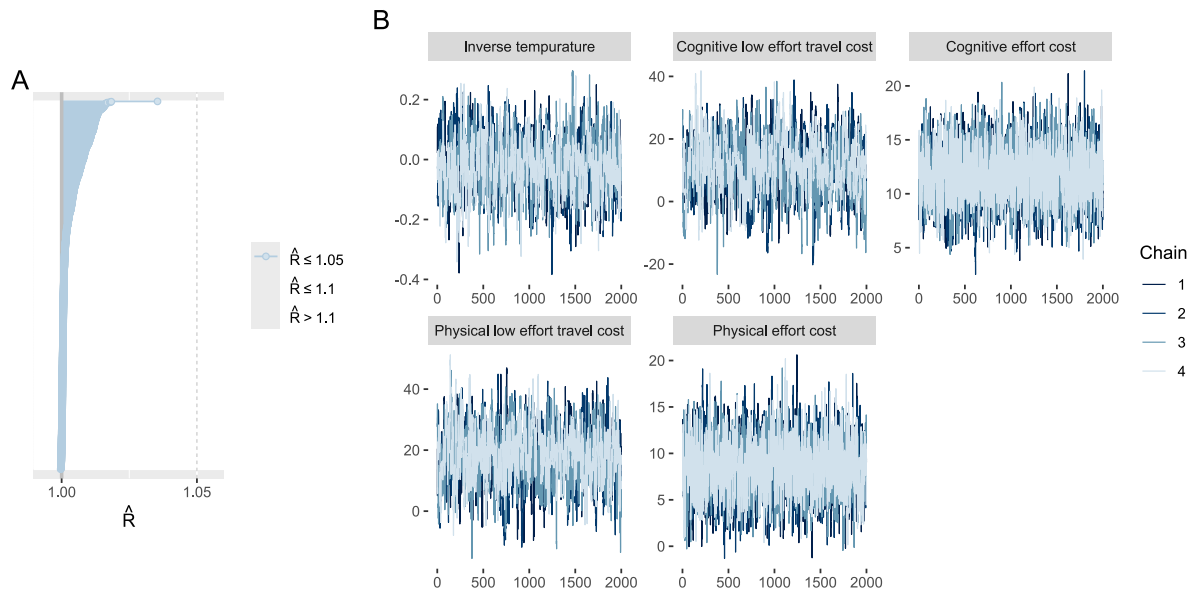 A
1.00 1.05
R̂
R̂ ≤ 1.05
R̂ ≤ 1.1
R̂ > 1.1
B
Inverse tempurature
0.2
0.0
-0.2
-0.4
0 500 1000 1500 2000
Cognitive low effort travel cost
40
20
0
-20
0 500 1000 1500 2000
Cognitive effort cost
20
15
10
5
0 500 1000 1500 2000
Physical low effort travel cost
40
20
0
0 500 1000 1500 2000
Physical effort cost
20
15
10
5
0
0 500 1000 1500 2000
Chain
1
2
3
4